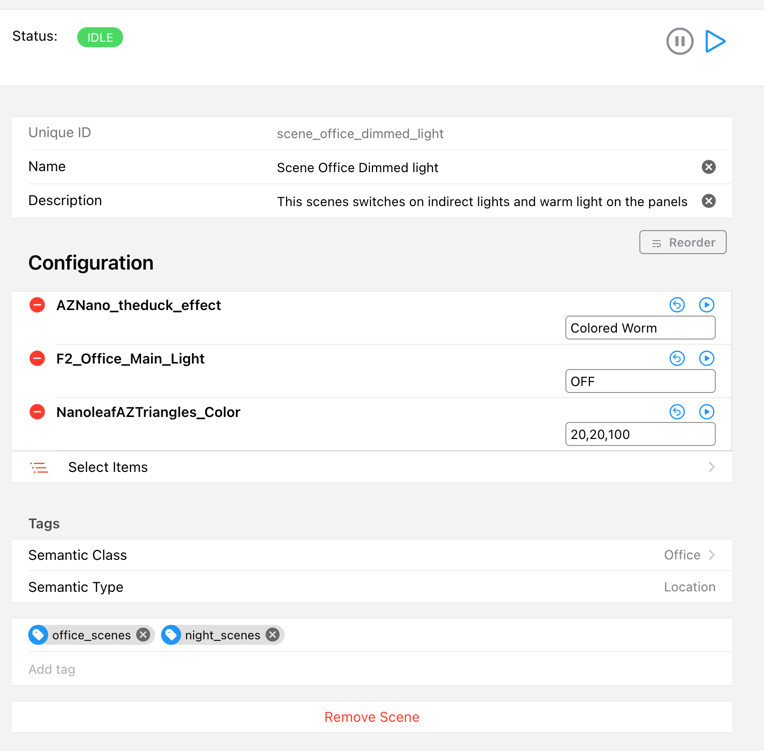 Status: IDLE
Unique ID scene_office_dimmed_light
Name Scene Office Dimmed light
Description This scenes switches on indirect lights and warm light on the panels
Reorder
Configuration
AZNano_theduck_effect
Colored Worm
F2_Office_Main_Light
OFF
NanoleafAZTriangles_Color
20,20,100
Select Items
Tags
Semantic Class Office
Semantic Type Location
office_scenes night_scenes
Add tag
Remove Scene